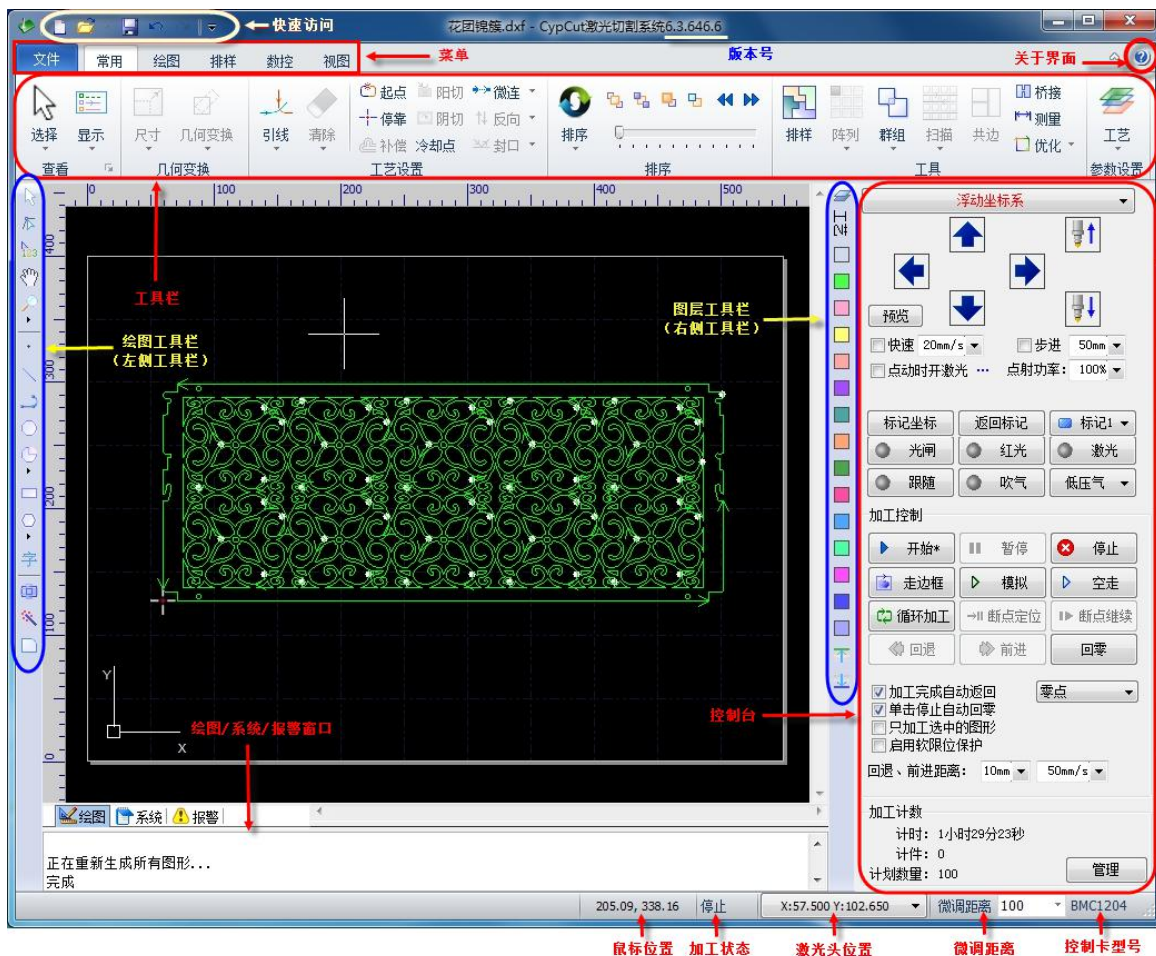 快速访问
花团锦簇.dxf - CypCut激光切割系统6.3.646.6
文件 常用 绘图 排样 数控 视图
菜单
版本号
关于界面
选择
显示
查看
尺寸
几何变换
几何变换
引线
清除
起点 阴切 微连
停靠 阴切 反向
补偿 冷却点 封口
工艺设置
排序
排序
排样
阵列
群组
扫描
共边
桥接
测量
优化
工具
工艺
参数设置
0 100 200 300 400 500
400
300
200
100
0
123
字
工艺
工具栏
绘图工具栏
(左侧工具栏)
图层工具栏
(右侧工具栏)
Y
X
绘图/系统/报警窗口
控制台
浮动坐标系
预览
快速 20mm/s 步进 50mm
点动时开激光 ... 点射功率: 100%
标记坐标 返回标记 标记1
光闸 红光 激光
跟随 吹气 低压气
加工控制
开始* 暂停 停止
走边框 模拟 空走
循环加工 断点定位 断点继续
回退 前进 回零
加工完成自动返回 零点
单击停止自动回零
只加工选中的图形
启用软限位保护
回退、前进距离: 10mm 50mm/s
加工计数
计时: 1小时29分23秒
计件: 0
计划数量: 100
管理
绘图 系统 报警
正在重新生成所有图形...
完成
205.09, 338.16 停止 X:57.500 Y:102.650 微调距离 100 BMC1204
鼠标位置 加工状态 激光头位置 微调距离 控制卡型号